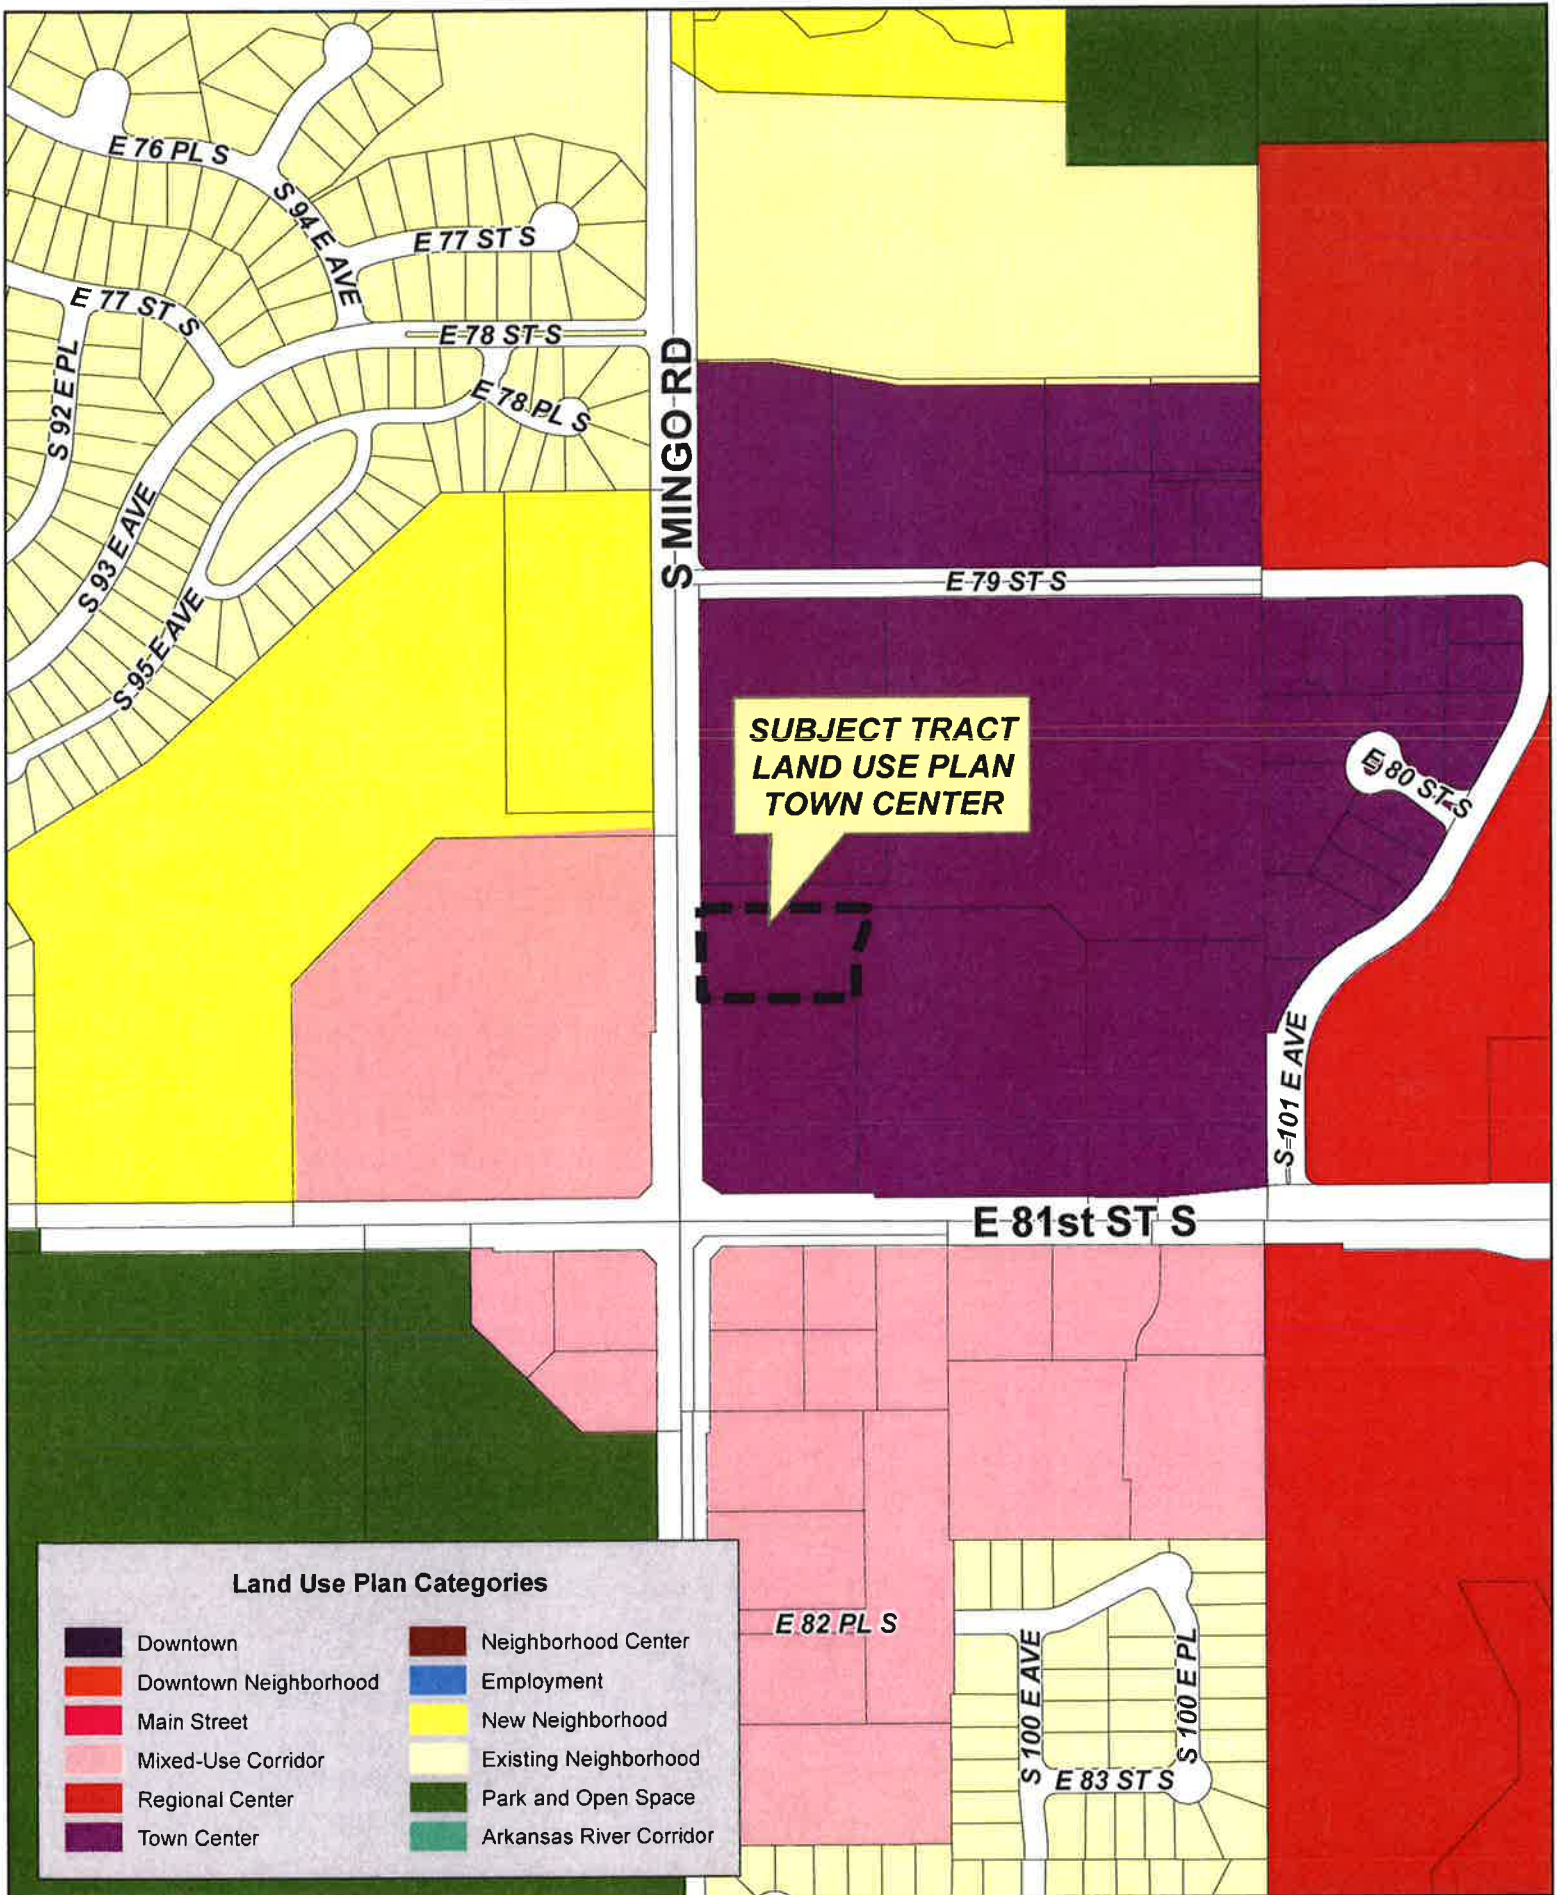 E 76 PL S
S 94 E AVE
E 77 ST S
E 77 ST S
E 78 ST S
S 92 E PL
E 78 PL S
S MINGO RD
S 93 E AVE
E 79 ST S
S 95 E AVE
SUBJECT TRACT
LAND USE PLAN
TOWN CENTER
E 80 ST S
S 101 E AVE
E 81st ST S
Land Use Plan Categories
Downtown
Downtown Neighborhood
Main Street
Mixed-Use Corridor
Regional Center
Town Center
Neighborhood Center
Employment
New Neighborhood
Existing Neighborhood
Park and Open Space
Arkansas River Corridor
E 82 PL S
S 100 E AVE
S 100 E PL
E 83 ST S